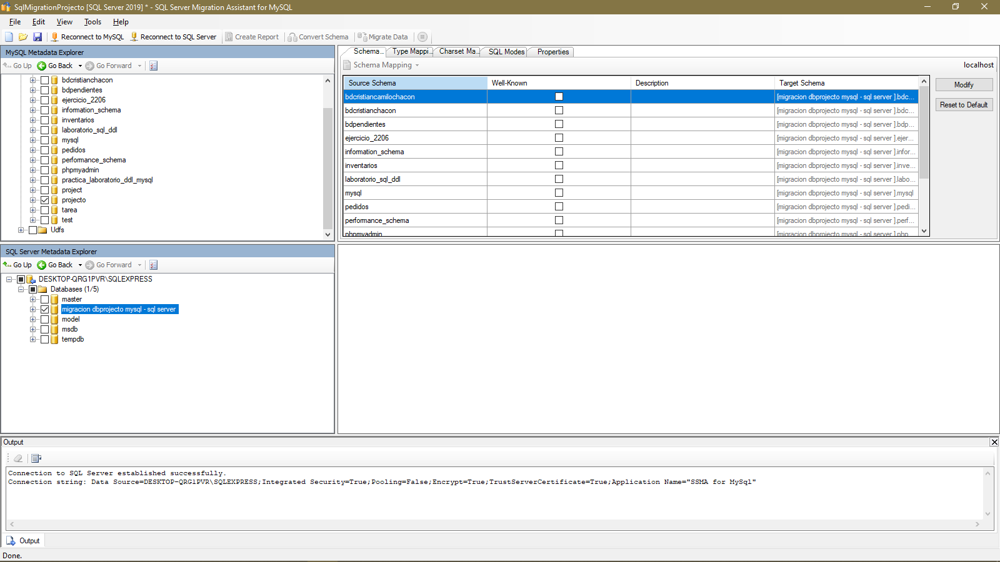 SqlMigrationProjecto [SQL Server 2019] * - SQL Server Migration Assistant for MySQL
File Edit View Tools Help
Reconnect to MySQL Reconnect to SQL Server Create Report Convert Schema Migrate Data
MySQL Metadata Explorer
Go Up Go Back Go Forward
bdcristianchacon
bdpendientes
ejercicio_2206
information_schema
inventarios
laboratorio_sql_ddl
mysql
pedidos
performance_schema
phpmyadmin
practica_laboratorio_ddl_mysql
project
projecto
tarea
test
Udfs
Schema... Type Mappi... Charset Ma... SQL Modes Properties
Schema Mapping
localhost
Source Schema Well-Known Description Target Schema
bdcristiancamilochacon [migracion dbprojecto mysql - sql server ].bdc...
bdcristianchacon [migracion dbprojecto mysql - sql server ].bdc...
bdpendientes [migracion dbprojecto mysql - sql server ].bdp...
ejercicio_2206 [migracion dbprojecto mysql - sql server ].ejer...
information_schema [migracion dbprojecto mysql - sql server ].infor...
inventarios [migracion dbprojecto mysql - sql server ].inve...
laboratorio_sql_ddl [migracion dbprojecto mysql - sql server ].labo...
mysql [migracion dbprojecto mysql - sql server ].mysql
pedidos [migracion dbprojecto mysql - sql server ].pedi...
performance_schema [migracion dbprojecto mysql - sql server ].perf...
phpmyadmin [migracion dbprojecto mysql - sql server ].php...
Modify
Reset to Default
SQL Server Metadata Explorer
Go Up Go Back Go Forward
DESKTOP-QRG1PVR\SQLEXPRESS
Databases (1/5)
master
migracion dbprojecto mysql - sql server
model
msdb
tempdb
Output
Connection to SQL Server established successfully.
Connection string: Data Source=DESKTOP-QRG1PVR\SQLEXPRESS;Integrated Security=True;Pooling=False;Encrypt=True;TrustServerCertificate=True;Application Name="SSMA for MySql"
Output
Done.